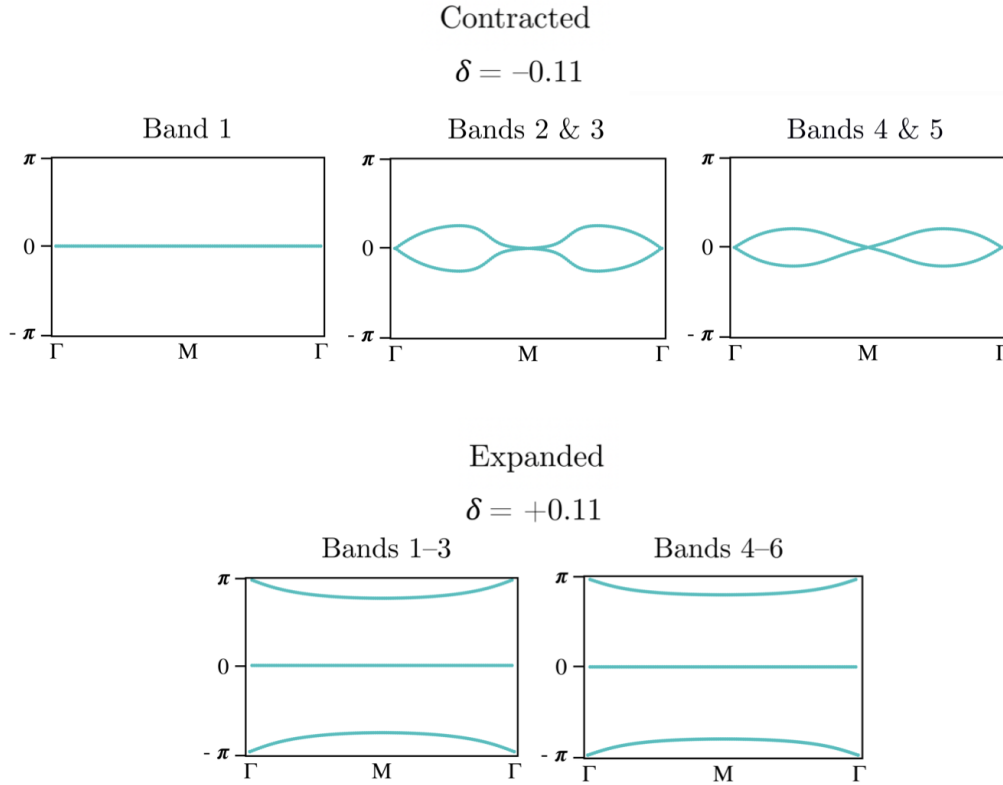 Contracted
δ = –0.11
Band 1
Bands 2 & 3
Bands 4 & 5
π
0
- π
Γ
M
Γ
π
0
- π
Γ
M
Γ
π
0
- π
Γ
M
Expanded
δ = +0.11
Bands 1–3
Bands 4–6
π
0
- π
Γ
M
Γ
π
0
- π
Γ
M
Γ